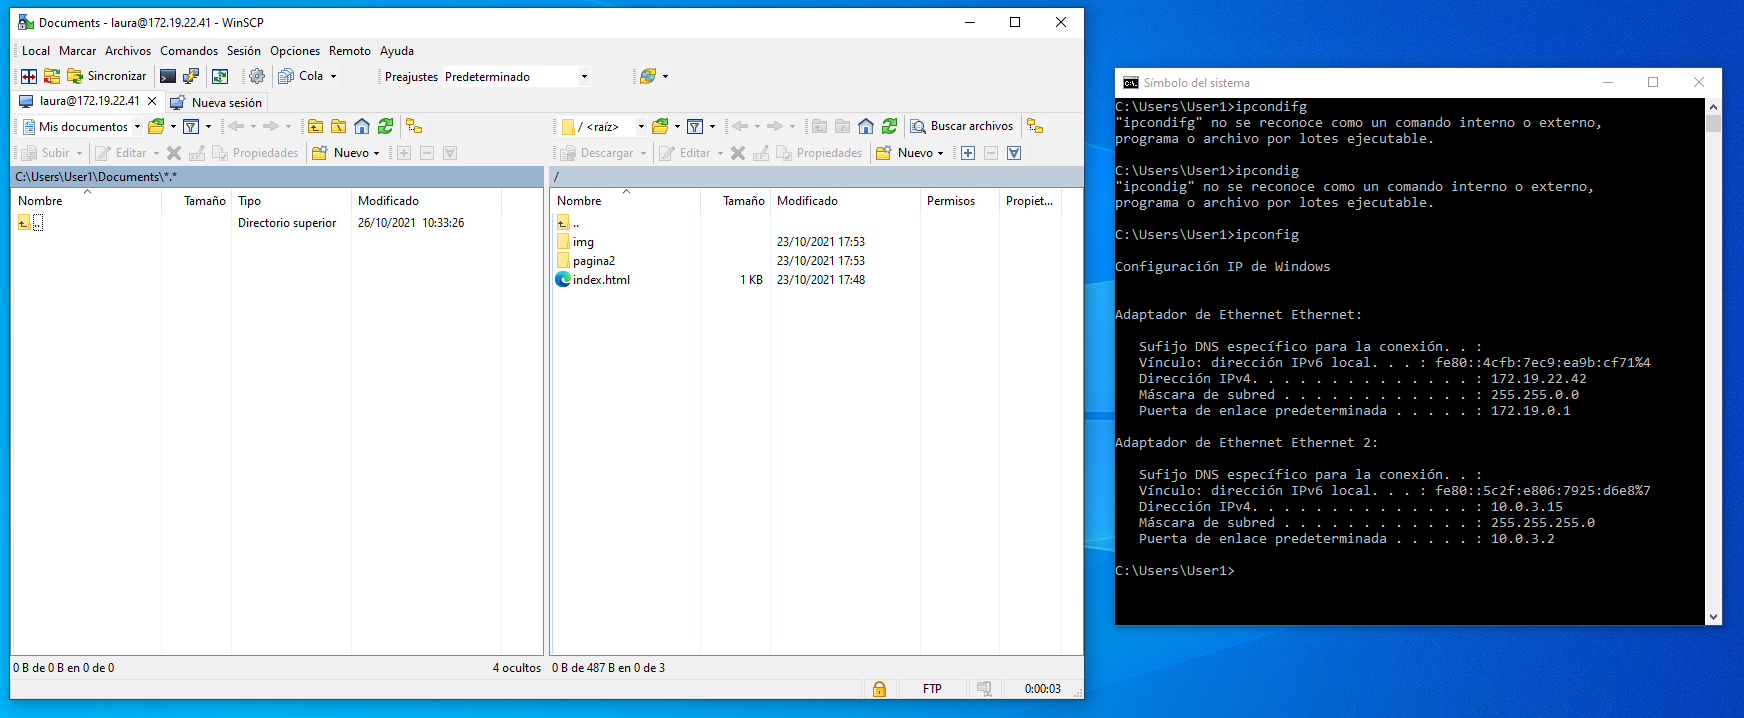 Documents - laura@172.19.22.41 - WinSCP
Local Marcar Archivos Comandos Sesión Opciones Remoto Ayuda
Sincronizar Cola Preajustes Predeterminado
laura@172.19.22.41 Nueva sesión
Mis documentos / <raíz> Buscar archivos
Subir Editar Propiedades Nuevo Descargar Editar Propiedades Nuevo
C:\Users\User1\Documents\*.* /
Nombre Tamaño Tipo Modificado
.. Directorio superior 26/10/2021 10:33:26
Nombre Tamaño Modificado Permisos Propiet...
..
img 23/10/2021 17:53
pagina2 23/10/2021 17:53
index.html 1 KB 23/10/2021 17:48
0 B de 0 B en 0 de 0 4 ocultos 0 B de 487 B en 0 de 3
FTP 0:00:03
Símbolo del sistema
C:\Users\User1>ipcondifg
"ipcondifg" no se reconoce como un comando interno o externo,
programa o archivo por lotes ejecutable.
C:\Users\User1>ipcondig
"ipcondig" no se reconoce como un comando interno o externo,
programa o archivo por lotes ejecutable.
C:\Users\User1>ipconfig
Configuración IP de Windows
Adaptador de Ethernet Ethernet:
Sufijo DNS específico para la conexión. . :
Vínculo: dirección IPv6 local. . . : fe80::4cfb:7ec9:ea9b:cf71%4
Dirección IPv4. . . . . . . . . . . . . . : 172.19.22.42
Máscara de subred . . . . . . . . . . . . : 255.255.0.0
Puerta de enlace predeterminada . . . . . : 172.19.0.1
Adaptador de Ethernet Ethernet 2:
Sufijo DNS específico para la conexión. . :
Vínculo: dirección IPv6 local. . . : fe80::5c2f:e806:7925:d6e8%7
Dirección IPv4. . . . . . . . . . . . . . : 10.0.3.15
Máscara de subred . . . . . . . . . . . . : 255.255.255.0
Puerta de enlace predeterminada . . . . . : 10.0.3.2
C:\Users\User1>